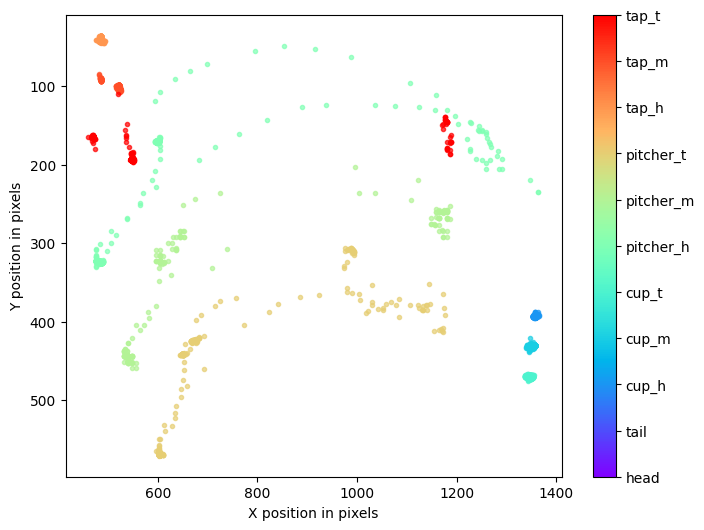 100
200
300
400
500
Y position in pixels
600
800
1000
1200
1400
X position in pixels
tap_t
tap_m
tap_h
pitcher_t
pitcher_m
pitcher_h
cup_t
cup_m
cup_h
tail
head